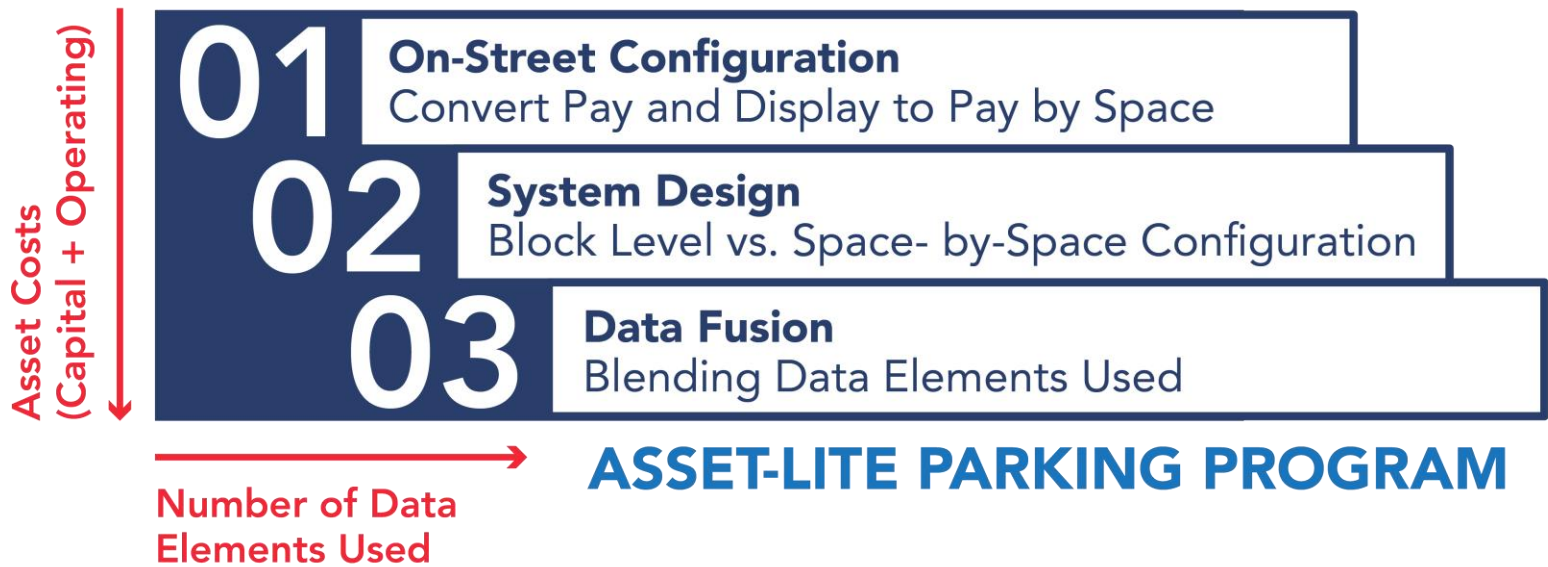 Asset Costs
(Capital + Operating)
01
On-Street Configuration
Convert Pay and Display to Pay by Space
02
System Design
Block Level vs. Space- by-Space Configuration
03
Data Fusion
Blending Data Elements Used
Number of Data
Elements Used
ASSET-LITE PARKING PROGRAM